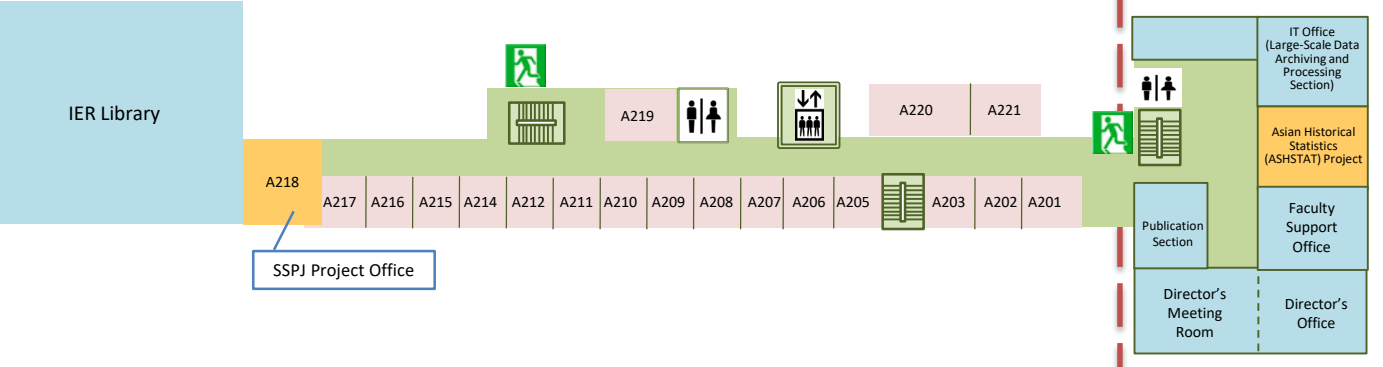 IER Library
A219
A220
A221
A218
A217
A216
A215
A214
A212
A211
A210
A209
A208
A207
A206
A205
A203
A202
A201
SSPJ Project Office
IT Office
(Large-Scale Data
Archiving and
Processing
Section)
Asian Historical
Statistics
(ASHSTAT) Project
Publication
Section
Faculty
Support
Office
Director’s
Meeting
Room
Director’s
Office